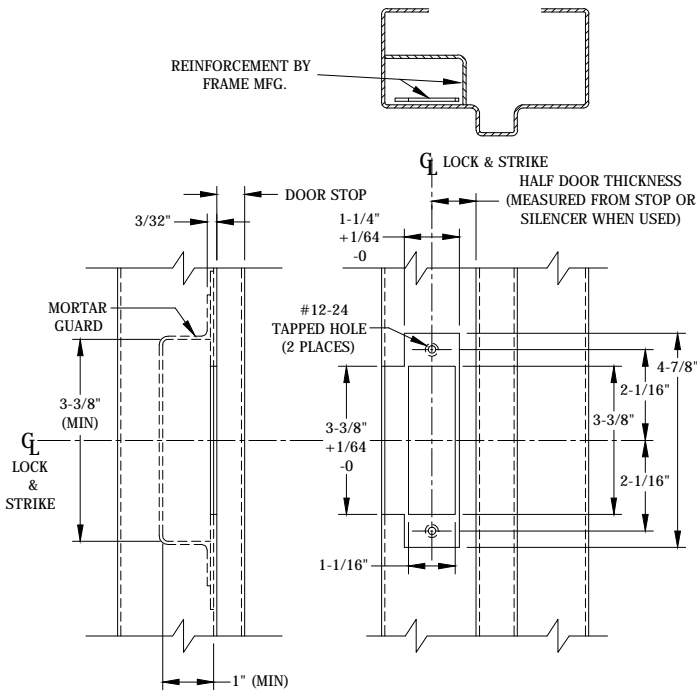 REINFORCEMENT BY
FRAME MFG.
CL LOCK & STRIKE
DOOR STOP
HALF DOOR THICKNESS
(MEASURED FROM STOP OR
SILENCER WHEN USED)
3/32"
1-1/4"
+1/64
-0
MORTAR
GUARD
#12-24
TAPPED HOLE
(2 PLACES)
4-7/8"
2-1/16"
3-3/8"
(MIN)
3-3/8"
+1/64
-0
3-3/8"
CL
LOCK
&
STRIKE
2-1/16"
1-1/16"
1" (MIN)